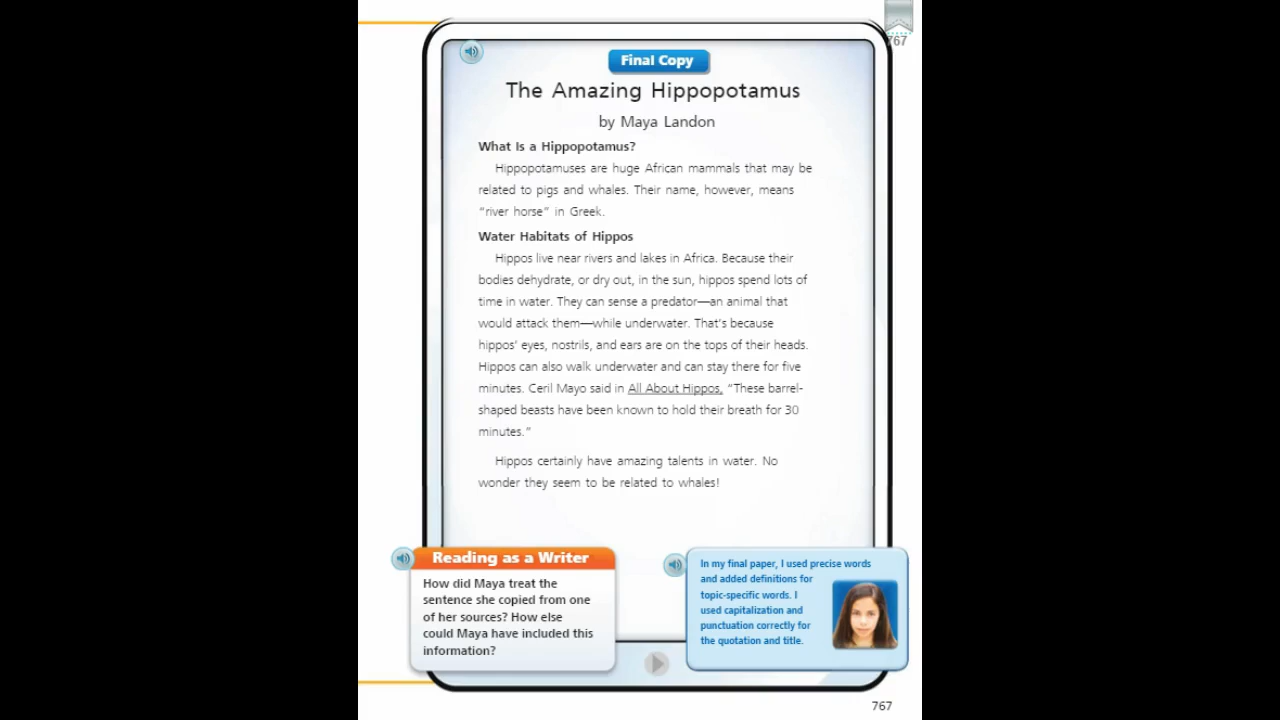 767
Final Copy
The Amazing Hippopotamus
by Maya Landon
What Is a Hippopotamus?
Hippopotamuses are huge African mammals that may be
related to pigs and whales. Their name, however, means
“river horse” in Greek.
Water Habitats of Hippos
Hippos live near rivers and lakes in Africa. Because their
bodies dehydrate, or dry out, in the sun, hippos spend lots of
time in water. They can sense a predator—an animal that
would attack them—while underwater. That’s because
hippos’ eyes, nostrils, and ears are on the tops of their heads.
Hippos can also walk underwater and can stay there for five
minutes. Ceril Mayo said in All About Hippos, “These barrel-
shaped beasts have been known to hold their breath for 30
minutes.”
Hippos certainly have amazing talents in water. No
wonder they seem to be related to whales!
Reading as a Writer
How did Maya treat the
sentence she copied from one
of her sources? How else
could Maya have included this
information?
In my final paper, I used precise words
and added definitions for
topic-specific words. I
used capitalization and
punctuation correctly for
the quotation and title.
767